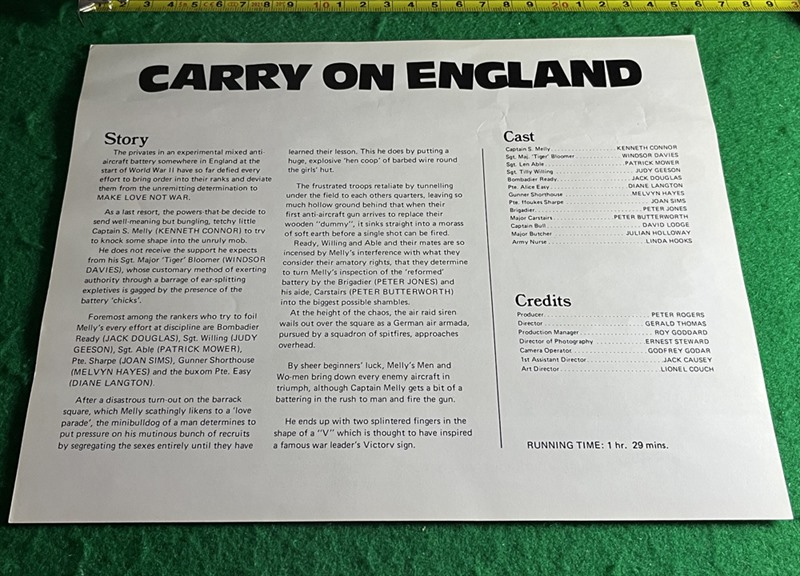 CARRY ON ENGLAND
Story
The privates in an experimental mixed anti-
aircraft battery somewhere in England at the
start of World War II have so far defied every
effort to bring order into their ranks and deviate
them from the unremitting determination to
MAKE LOVE NOT WAR.
As a last resort, the powers-that be decide to
send well-meaning but bungling, tetchy little
Captain S. Melly (KENNETH CONNOR) to try
to knock some shape into the unruly mob.
He does not receive the support he expects
from his Sgt. Major 'Tiger' Bloomer (WINDSOR
DAVIES), whose customary method of exerting
authority through a barrage of ear-splitting
expletives is gagged by the presence of the
battery 'chicks'.
Foremost among the rankers who try to foil
Melly's every effort at discipline are Bombadier
Ready (JACK DOUGLAS), Sgt. Willing (JUDY
GEESON), Sgt. Able (PATRICK MOWER),
Pte. Sharpe (JOAN SIMS), Gunner Shorthouse
(MELVYN HAYES) and the buxom Pte. Easy
(DIANE LANGTON).
After a disastrous turn-out on the barrack
square, which Melly scathingly likens to a 'love
parade', the minibulldog of a man determines to
put pressure on his mutinous bunch of recruits
by segregating the sexes entirely until they have
learned their lesson. This he does by putting a
huge, explosive 'hen coop' of barbed wire round
the girls' hut.
The frustrated troops retaliate by tunnelling
under the field to each others quarters, leaving so
much hollow ground behind that when their
first anti-aircraft gun arrives to replace their
wooden "dummy", it sinks straight into a morass
of soft earth before a single shot can be fired.
Ready, Willing and Able and their mates are so
incensed by Melly's interference with what they
consider their amatory rights, that they determine
to turn Melly's inspection of the 'reformed'
battery by the Brigadier (PETER JONES) and
his aide, Carstairs (PETER BUTTERWORTH)
into the biggest possible shambles.
At the height of the chaos, the air raid siren
wails out over the square as a German air armada,
pursued by a squadron of spitfires, approaches
overhead.
By sheer beginners' luck, Melly's Men and
Wo-men bring down every enemy aircraft in
triumph, although Captain Melly gets a bit of a
battering in the rush to man and fire the gun.
He ends up with two splintered fingers in the
shape of a "V" which is thought to have inspired
a famous war leader's Victory sign.
Cast
Captain S. Melly KENNETH CONNOR
Sgt. Maj. 'Tiger' Bloomer WINDSOR DAVIES
Sgt. Len Able PATRICK MOWER
Sgt. Tilly Willing JUDY GEESON
Bombadier Ready JACK DOUGLAS
Pte. Alice Easy DIANE LANGTON
Gunner Shorthouse MELVYN HAYES
Pte. Sharpe JOAN SIMS
Brigadier PETER JONES
Major Carstairs PETER BUTTERWORTH
Captain Bull DAVID LODGE
Major Butcher JULIAN HOLLOWAY
Army Nurse LINDA HOOKS
Credits
Producer PETER ROGERS
Director GERALD THOMAS
Production Manager ROY GODDARD
Director of Photography ERNEST STEWARD
Camera Operator GODFREY GODAR
1st Assistant Director JACK CAUSEY
Art Director LIONEL COUCH
RUNNING TIME: 1 hr. 29 mins.